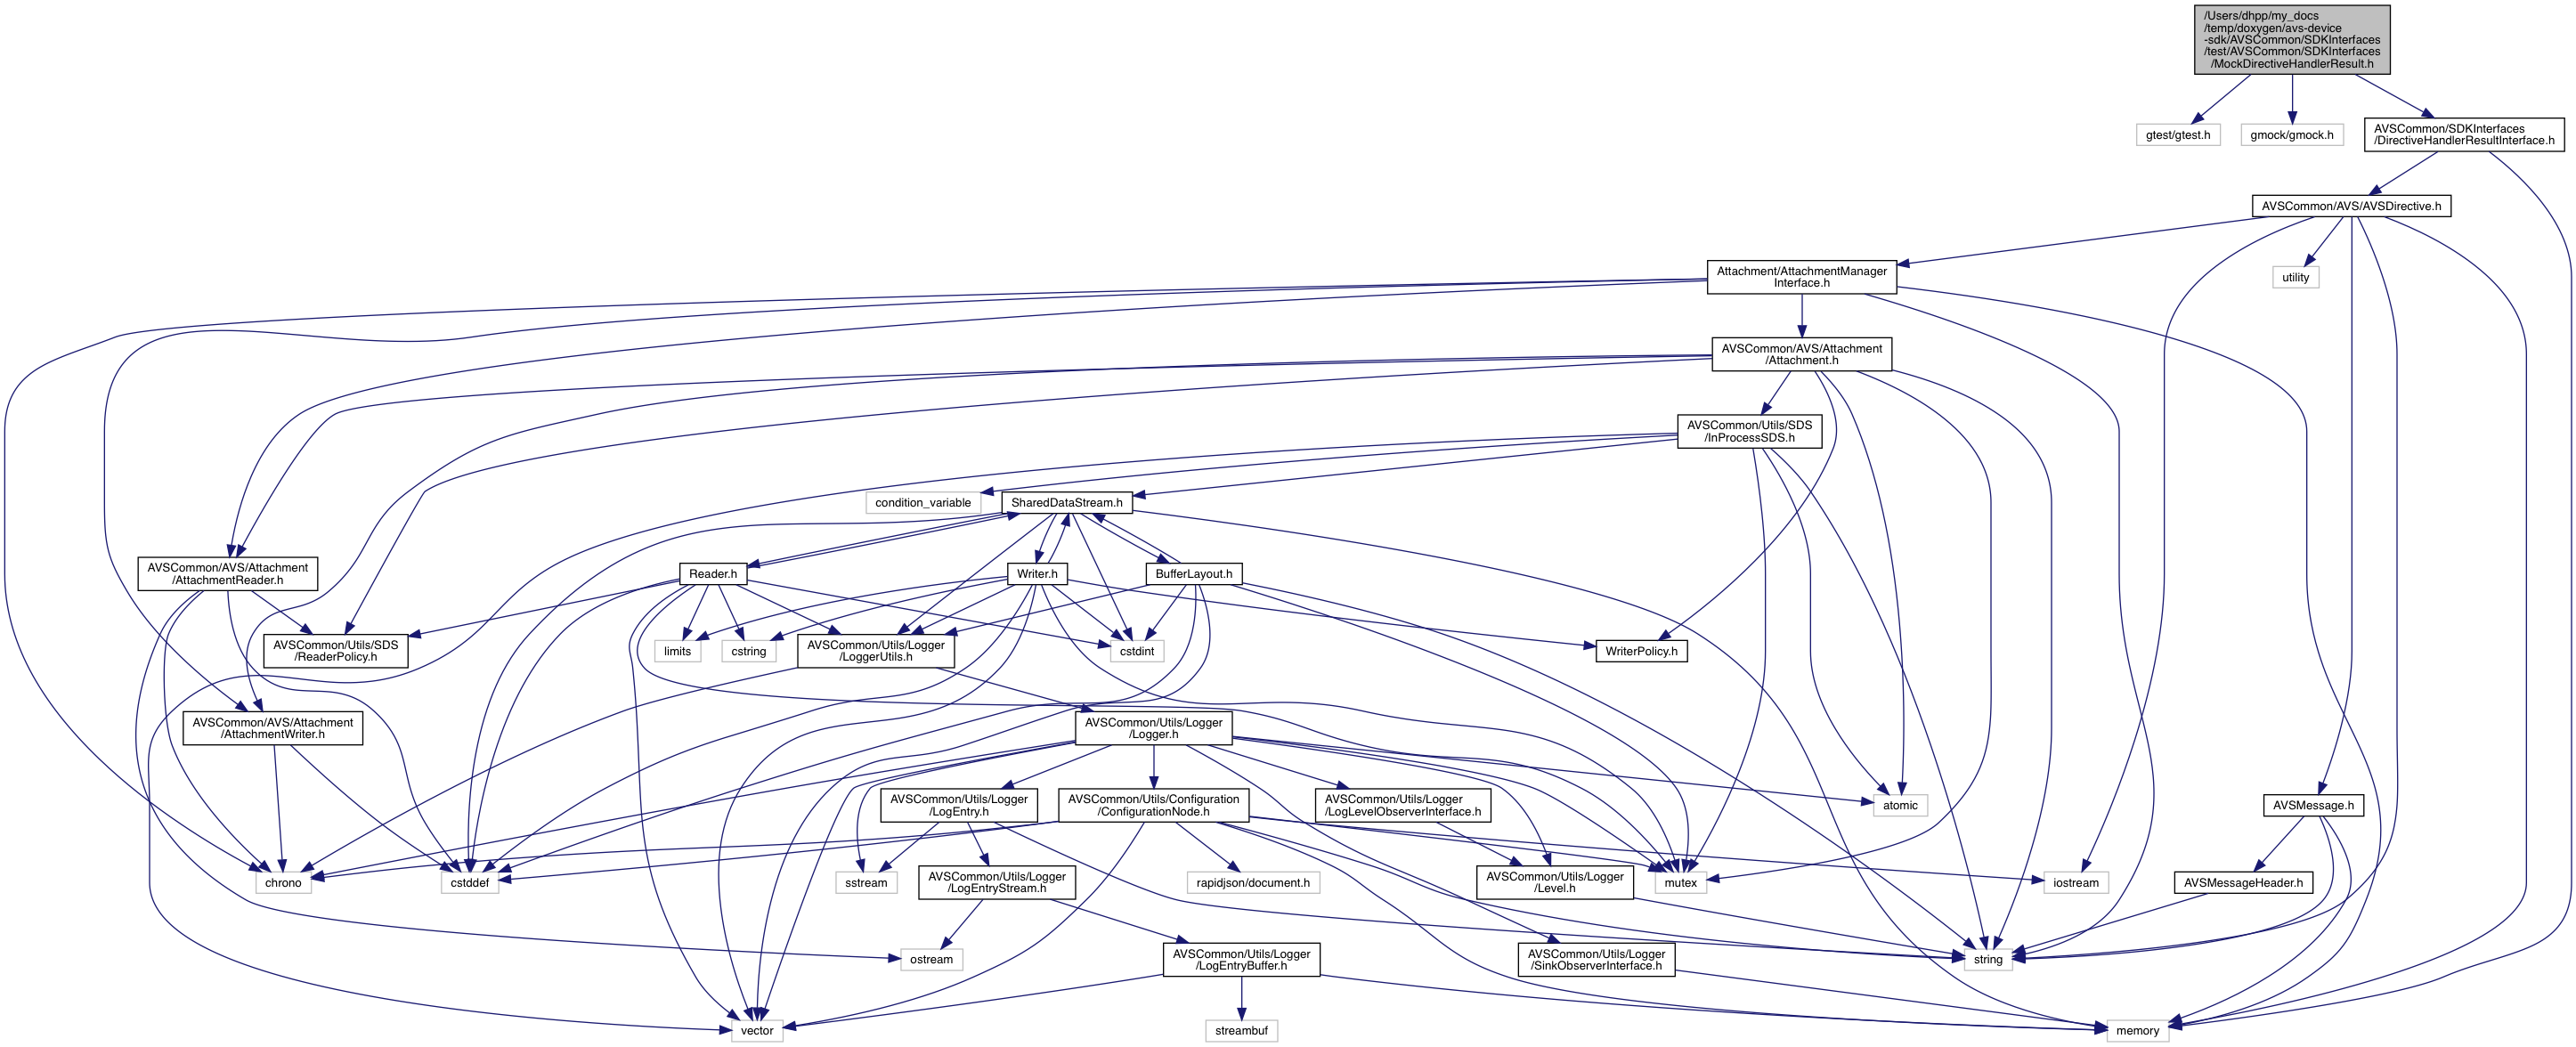 /Users/dhpp/my_docs
/temp/doxygen/avs-device
-sdk/AVSCommon/SDKInterfaces
/test/AVSCommon/SDKInterfaces
/MockDirectiveHandlerResult.h
gtest/gtest.h
gmock/gmock.h
AVSCommon/SDKInterfaces
/DirectiveHandlerResultInterface.h
AVSCommon/AVS/AVSDirective.h
Attachment/AttachmentManager
Interface.h
utility
AVSCommon/AVS/Attachment
/Attachment.h
AVSCommon/Utils/SDS
/InProcessSDS.h
condition_variable
SharedDataStream.h
AVSCommon/AVS/Attachment
/AttachmentReader.h
Reader.h
Writer.h
BufferLayout.h
AVSCommon/Utils/SDS
/ReaderPolicy.h
limits
cstring
AVSCommon/Utils/Logger
/LoggerUtils.h
cstdint
WriterPolicy.h
AVSCommon/AVS/Attachment
/AttachmentWriter.h
AVSCommon/Utils/Logger
/Logger.h
AVSCommon/Utils/Logger
/LogEntry.h
AVSCommon/Utils/Configuration
/ConfigurationNode.h
AVSCommon/Utils/Logger
/LogLevelObserverInterface.h
atomic
AVSMessage.h
chrono
cstddef
sstream
AVSCommon/Utils/Logger
/LogEntryStream.h
rapidjson/document.h
AVSCommon/Utils/Logger
/Level.h
mutex
iostream
AVSMessageHeader.h
ostream
AVSCommon/Utils/Logger
/LogEntryBuffer.h
AVSCommon/Utils/Logger
/SinkObserverInterface.h
string
vector
streambuf
memory